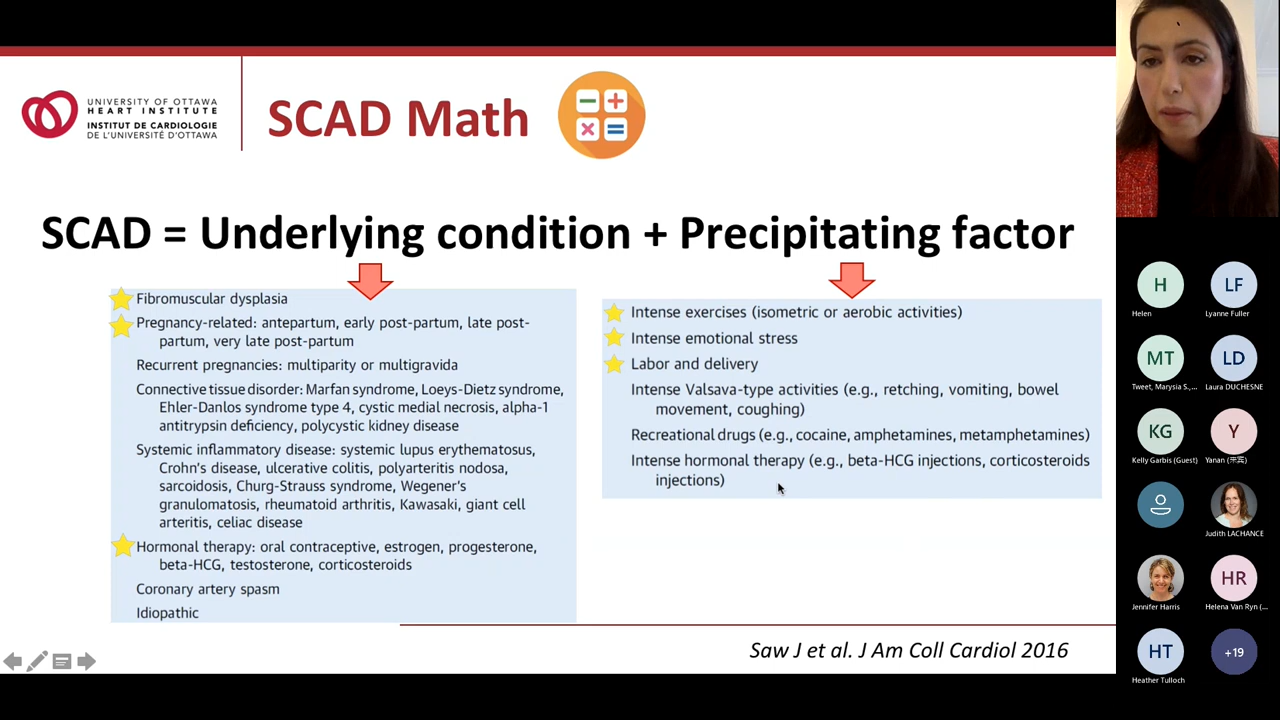 UNIVERSITY OF OTTAWA
HEART INSTITUTE
INSTITUT DE CARDIOLOGIE
DE L'UNIVERSITÉ D'OTTAWA
SCAD Math
SCAD = Underlying condition + Precipitating factor
Fibromuscular dysplasia
Pregnancy-related: antepartum, early post-partum, late post-
partum, very late post-partum
Recurrent pregnancies: multiparity or multigravida
Connective tissue disorder: Marfan syndrome, Loeys-Dietz syndrome,
Ehler-Danlos syndrome type 4, cystic medial necrosis, alpha-1
antitrypsin deficiency, polycystic kidney disease
Systemic inflammatory disease: systemic lupus erythematosus,
Crohn's disease, ulcerative colitis, polyarteritis nodosa,
sarcoidosis, Churg-Strauss syndrome, Wegener's
granulomatosis, rheumatoid arthritis, Kawasaki, giant cell
arteritis, celiac disease
Hormonal therapy: oral contraceptive, estrogen, progesterone,
beta-HCG, testosterone, corticosteroids
Coronary artery spasm
Idiopathic
Intense exercises (isometric or aerobic activities)
Intense emotional stress
Labor and delivery
Intense Valsava-type activities (e.g., retching, vomiting, bowel
movement, coughing)
Recreational drugs (e.g., cocaine, amphetamines, metamphetamines)
Intense hormonal therapy (e.g., beta-HCG injections, corticosteroids
injections)
Saw J et al. J Am Coll Cardiol 2016
H
Helen
LF
Lyanne Fuller
MT
Tweet, Marysia S.,...
LD
Laura DUCHESNE
KG
Kelly Garbis (Guest)
Y
Judith LACHANCE
Jennifer Harris
HR
Helena Van Ryn (...
HT
Heather Tulloch
+19